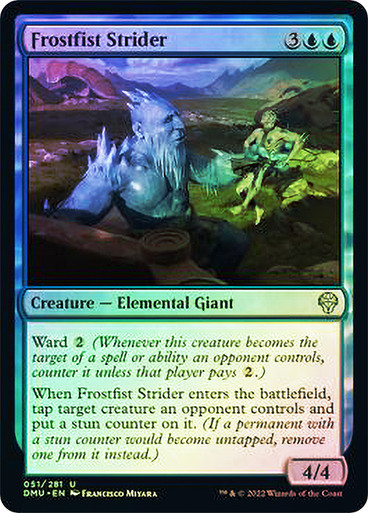 Frostfist Strider 3
Creature — Elemental Giant
Ward 2 (Whenever this creature becomes the
target of a spell or ability an opponent controls,
counter it unless that player pays 2.)
When Frostfist Strider enters the battlefield,
tap target creature an opponent controls and
put a stun counter on it. (If a permanent with
a stun counter would become untapped, remove
one from it instead.)
4/4
051/281 U
DMU • EN Francisco Miyara
™ & © 2022 Wizards of the Coast